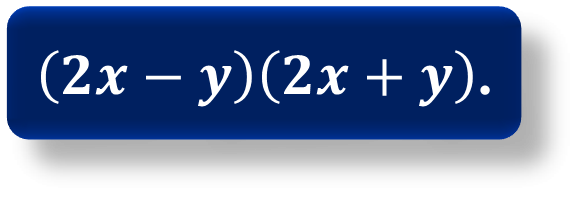 (2x − y)(2x + y).